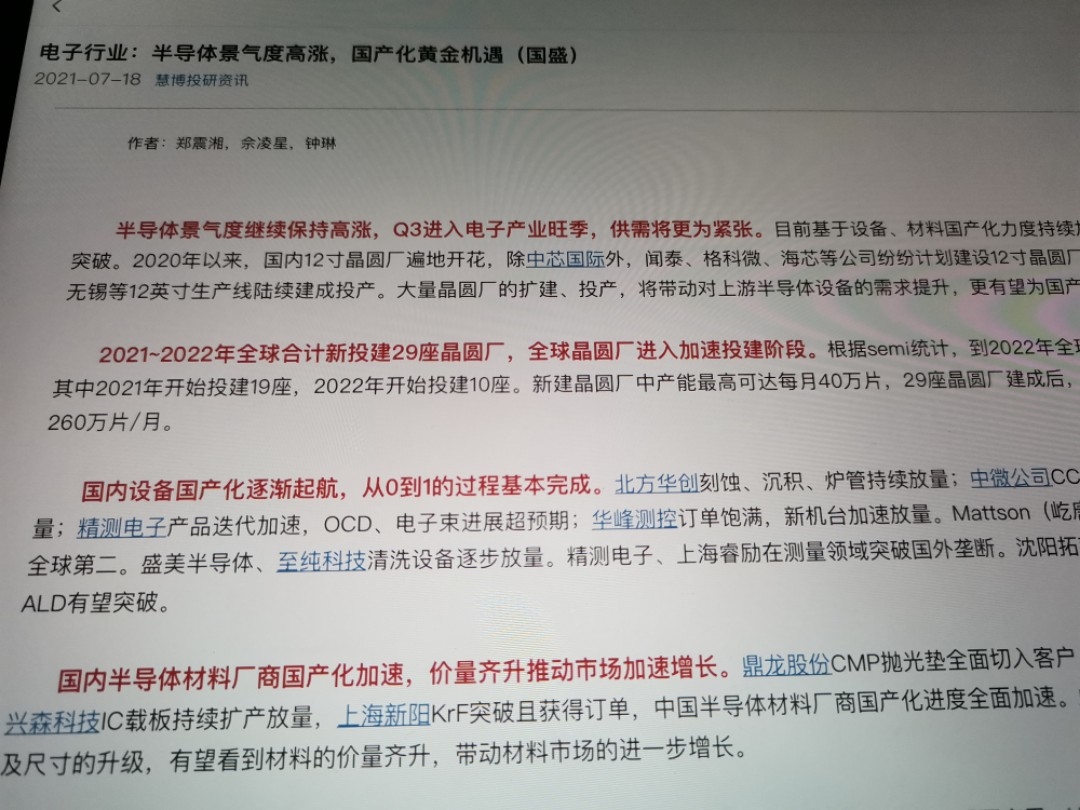 电子行业：半导体景气度高涨，国产化黄金机遇（国盛）
2021-07-18 慧博投研资讯
作者：郑震湘，佘凌星，钟琳
半导体景气度继续保持高涨，Q3进入电子产业旺季，供需将更为紧张。目前基于设备、材料国产化力度持续
突破。2020年以来，国内12寸晶圆厂遍地开花，除中芯国际外，闻泰、格科微、海芯等公司纷纷计划建设12寸晶圆厂
无锡等12英寸生产线陆续建成投产。大量晶圆厂的扩建、投产，将带动对上游半导体设备的需求提升，更有望为国产
2021~2022年全球合计新投建29座晶圆厂，全球晶圆厂进入加速投建阶段。根据semi统计，到2022年全
其中2021年开始投建19座，2022年开始投建10座。新建晶圆厂中产能最高可达每月40万片，29座晶圆厂建成后，
260万片/月。
国内设备国产化逐渐起航，从0到1的过程基本完成。北方华创刻蚀、沉积、炉管持续放量；中微公司CC
量；精测电子产品迭代加速，OCD、电子束进展超预期；华峰测控订单饱满，新机台加速放量。Mattson（屹
全球第二。盛美半导体、至纯科技清洗设备逐步放量。精测电子、上海睿励在测量领域突破国外垄断。沈阳拓
ALD有望突破。
国内半导体材料厂商国产化加速，价量齐升推动市场加速增长。鼎龙股份CMP抛光垫全面切入客户
兴森科技IC载板持续扩产放量，上海新阳KrF突破且获得订单，中国半导体材料厂商国产化进度全面加速。
及尺寸的升级，有望看到材料的价量齐升，带动材料市场的进一步增长。